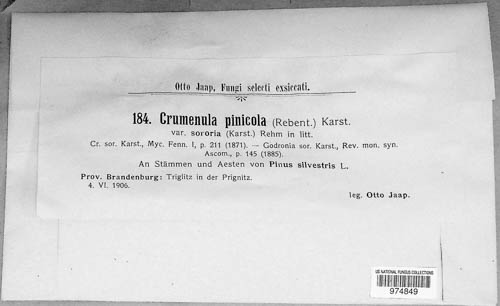 Otto Jaap, Fungi selecti exsiccati.
184. Crumenula pinicola (Rebent.) Karst.
var. sororia (Karst.) Rehm in litt.
Cr. sor. Karst., Myc. Fenn. I, p. 211 (1871). — Godronia sor. Karst., Rev. mon. syn.
Ascom., p. 145 (1885).
An Stämmen und Aesten von Pinus silvestris L.
Prov. Brandenburg: Triglitz in der Prignitz.
4. VI. 1906.
leg. Otto Jaap.
US NATIONAL FUNGUS COLLECTIONS
974849